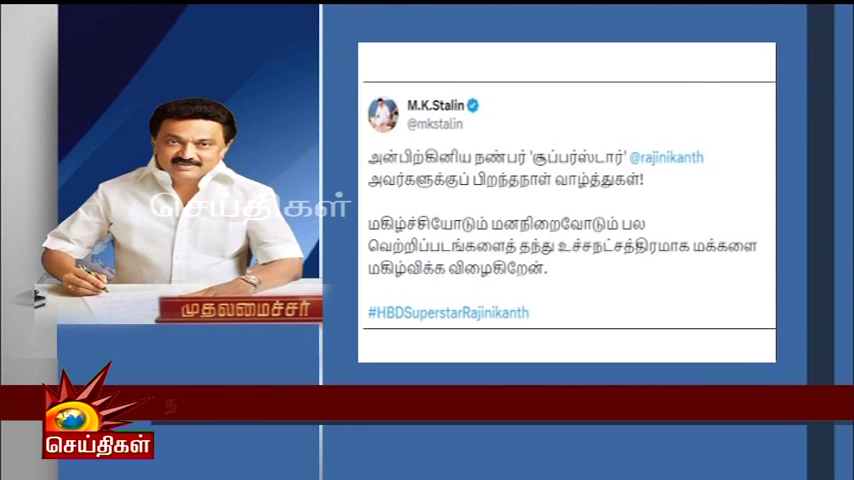 M.K.Stalin
@mkstalin
அன்பிற்கினிய நண்பர் 'சூப்பர்ஸ்டார்' @rajinikanth
அவர்களுக்குப் பிறந்தநாள் வாழ்த்துகள்!
மகிழ்ச்சியோடும் மனநிறைவோடும் பல
வெற்றிப்படங்களைத் தந்து உச்சநட்சத்திரமாக மக்களை
மகிழ்விக்க விழைகிறேன்.
#HBDSuperstarRajinikanth
செய்திகள்
முதலமைச்சர்
செய்திகள்